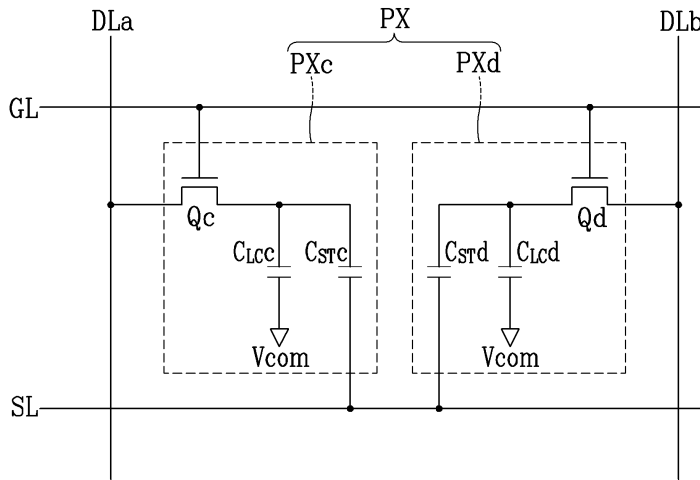 DLa PX DLb
PXc PXd
GL
Qc Qd
CLCc CSTc CSTd CLCd
Vcom Vcom
SL